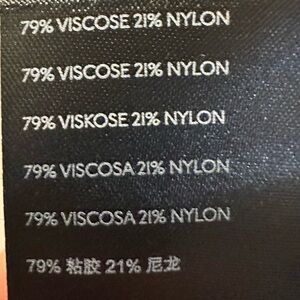 79% VISCOSE 21% NYLON
79% VISCOSE 21% NYLON
79% VISKOSE 21% NYLON
79% VISCOSA 21% NYLON
79% VISCOSA 21% NYLON
79% 粘胶 21% 尼龙